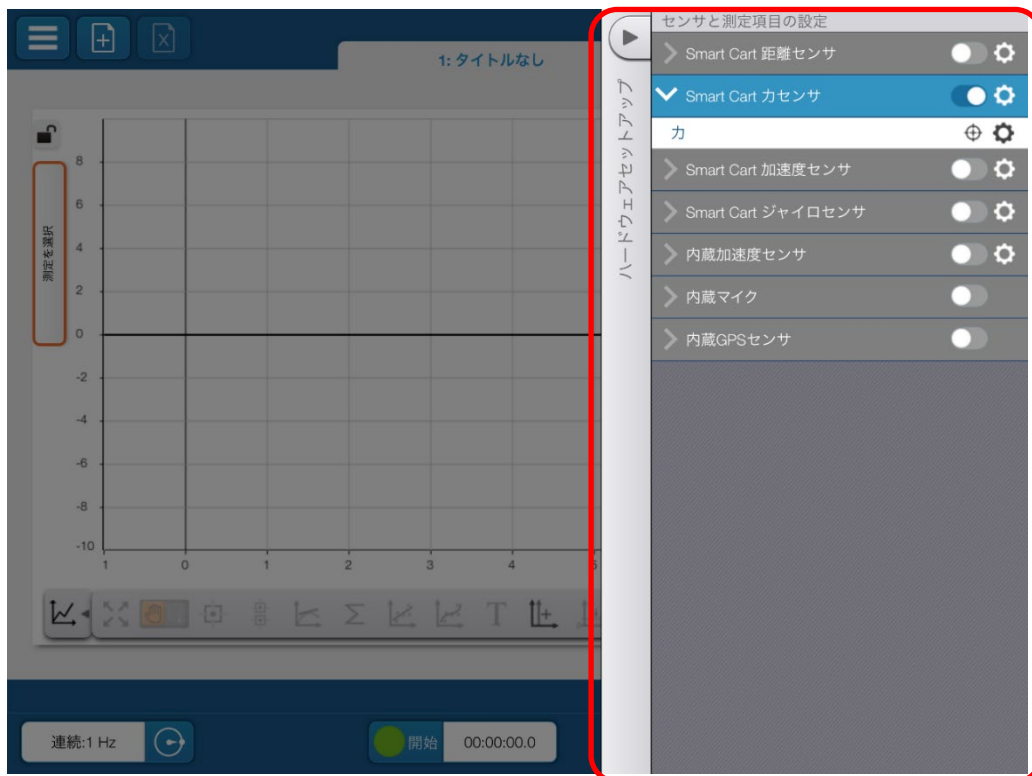 1: タイトルなし
測定を選択
8
6
4
2
0
-2
-4
-6
-8
-10
1 0 1 2 3 4 5
Σ
T
連続:1 Hz
開始
00:00:00.0
ハードウェアセットアップ
センサと測定項目の設定
Smart Cart 距離センサ
Smart Cart 力センサ
力
Smart Cart 加速度センサ
Smart Cart ジャイロセンサ
内蔵加速度センサ
内蔵マイク
内蔵GPSセンサ